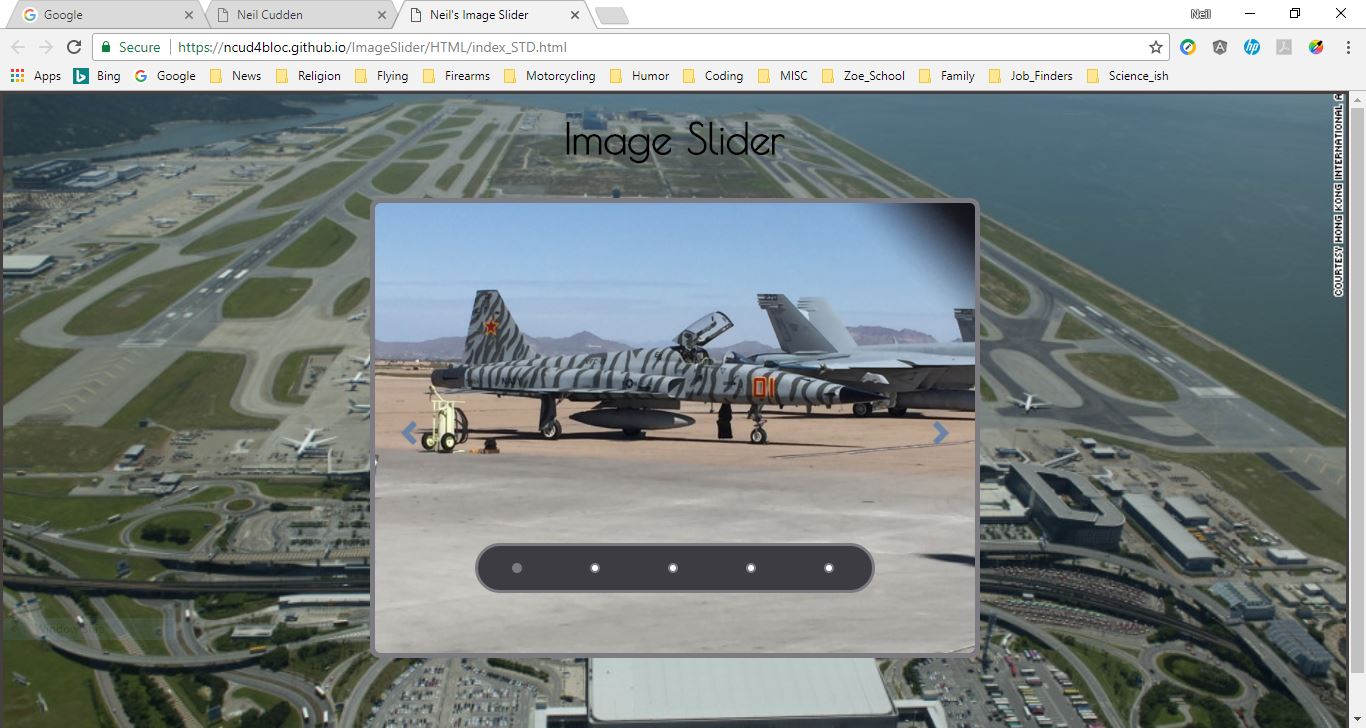 Google
Neil Cudden
Neil's Image Slider
Neil
Secure
https://ncud4bloc.github.io/ImageSlider/HTML/index_STD.html
Apps
Bing
Google
News
Religion
Flying
Firearms
Motorcycling
Humor
Coding
MISC
Zoe_School
Family
Job_Finders
Science_ish
Image Slider
COURTESY HONG KONG INTERNATIONAL
01